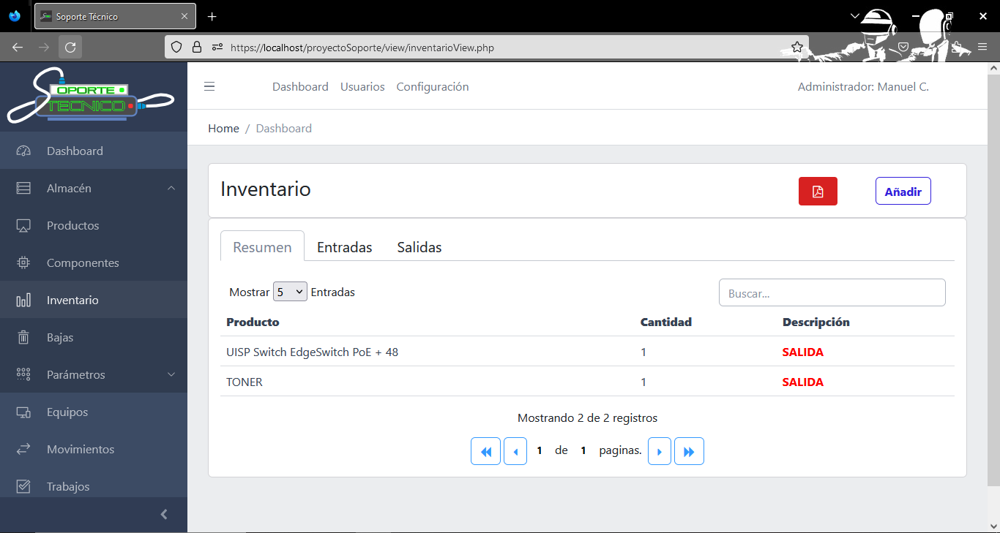 Soporte Técnico
https://localhost/proyectoSoporte/view/inventarioView.php
OPORTE
TECNICO
Dashboard Usuarios Configuración Administrador: Manuel C.
Home / Dashboard
Dashboard
Almacén
Productos
Componentes
Inventario
Bajas
Parámetros
Equipos
Movimientos
Trabajos
Inventario Añadir
Resumen Entradas Salidas
Mostrar 5 Entradas Buscar...
Producto Cantidad Descripción
UISP Switch EdgeSwitch PoE + 48 1 SALIDA
TONER 1 SALIDA
Mostrando 2 de 2 registros
1 de 1 paginas.